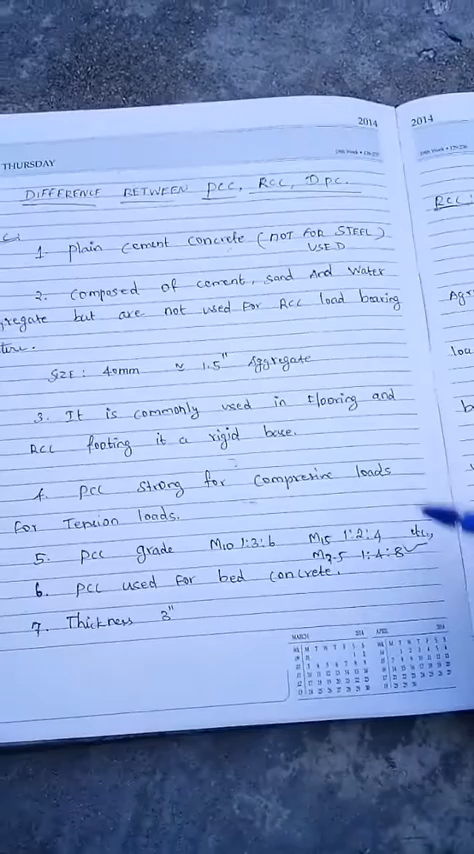 2014
2014
THURSDAY
DIFFERENCE BETWEEN PCC, RCC, Dpc.
RCC:
1. Plain Cement Concrete (NOT FOR STEEL)
USED
2. Composed of cement, sand And Water
regate but are not used For RCC load bearing
ture.
SIZE : 40mm ≈ 1.5" Aggregate
3. It is commonly used in Flooring and
RCC footing it a rigid base.
4. PCC Strong for Compresive loads
For Tension loads.
5. PCC grade M10 1:3:6 M15 1:2:4 etc,
M7.5 1:4:8
6. PCC used For bed Concrete.
7. Thickness 3"
MARCH 2014 APRIL 2014